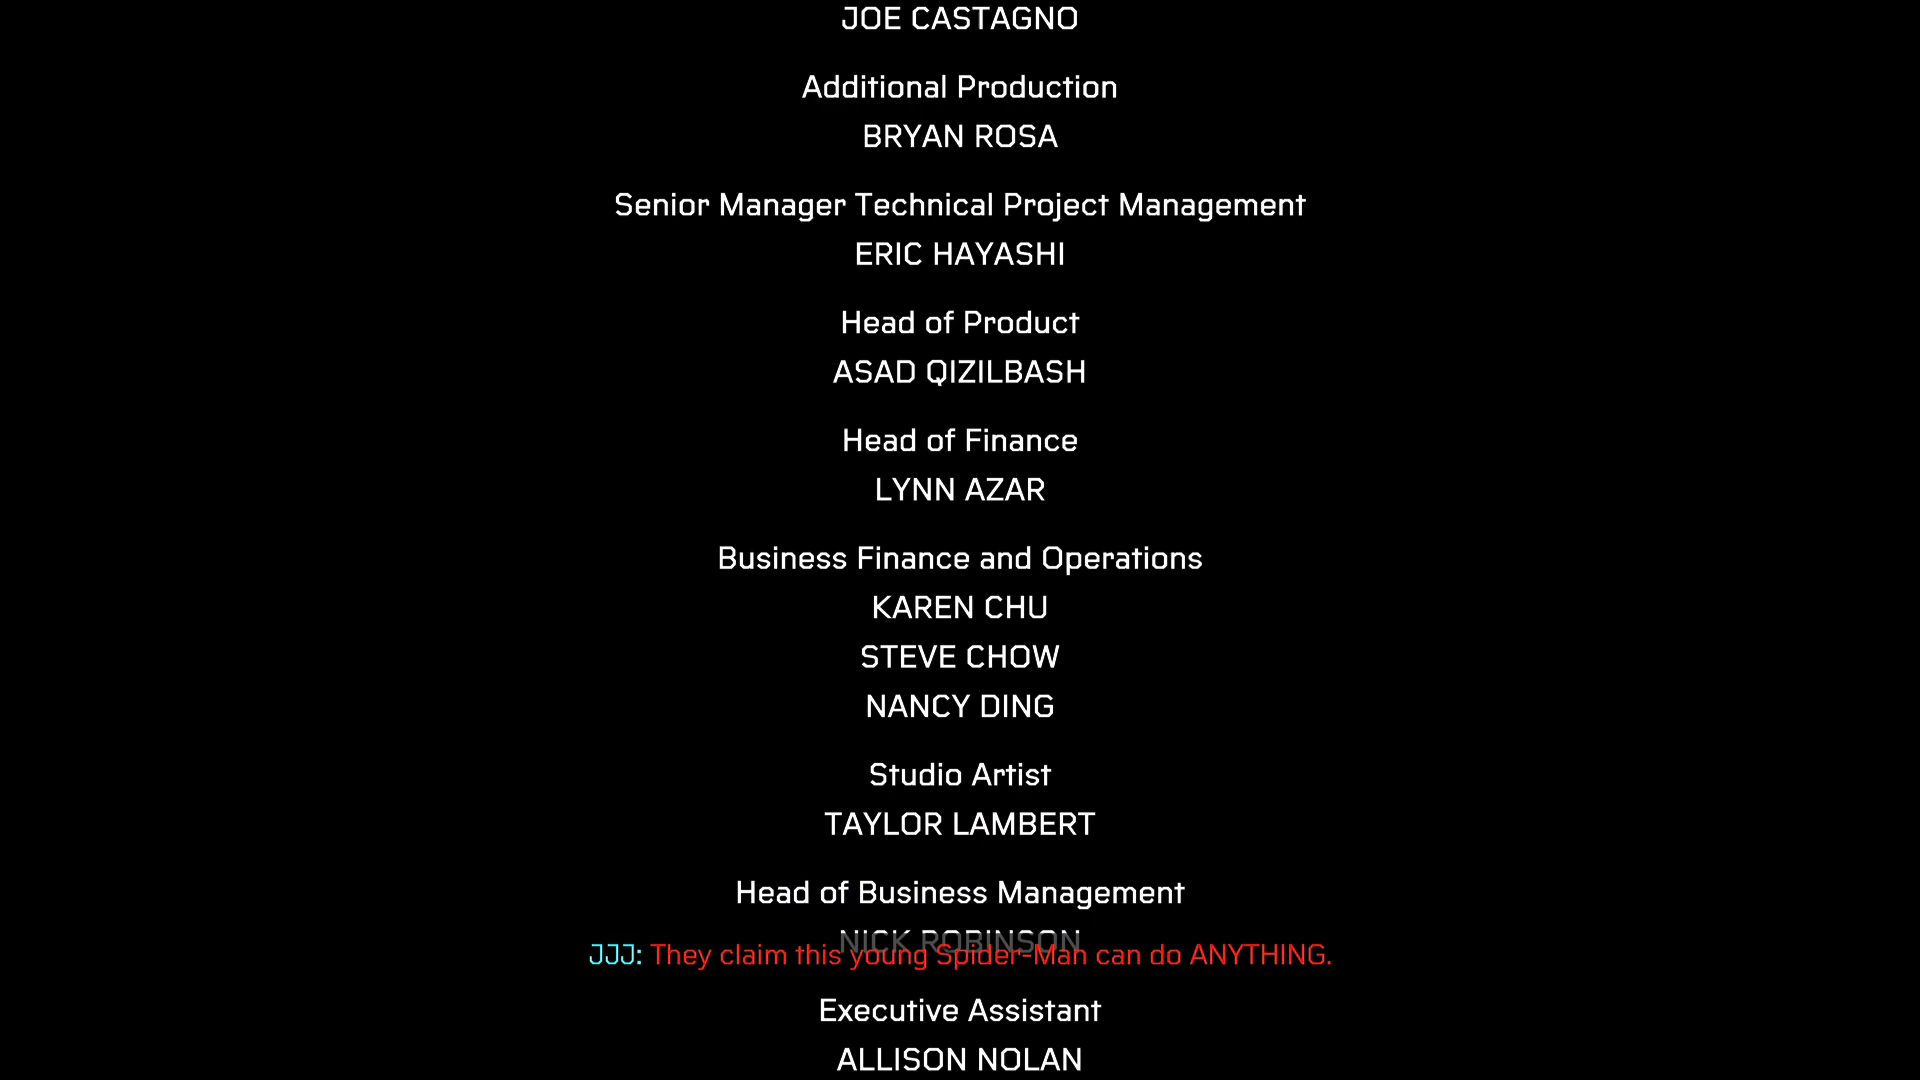 JOE CASTAGNO
Additional Production
BRYAN ROSA
Senior Manager Technical Project Management
ERIC HAYASHI
Head of Product
ASAD QIZILBASH
Head of Finance
LYNN AZAR
Business Finance and Operations
KAREN CHU
STEVE CHOW
NANCY DING
Studio Artist
TAYLOR LAMBERT
Head of Business Management
NICK ROBINSON
JJJ: They claim this young Spider-Man can do ANYTHING.
Executive Assistant
ALLISON NOLAN